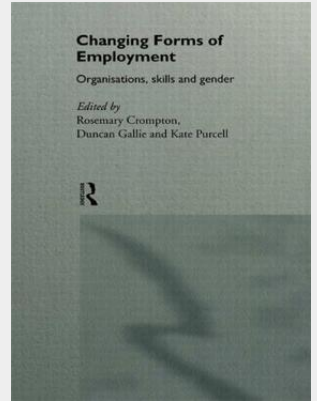 Changing Forms of
Employment
Organisations, skills and gender
Edited by
Rosemary Crompton,
Duncan Gallie and Kate Purcell
R